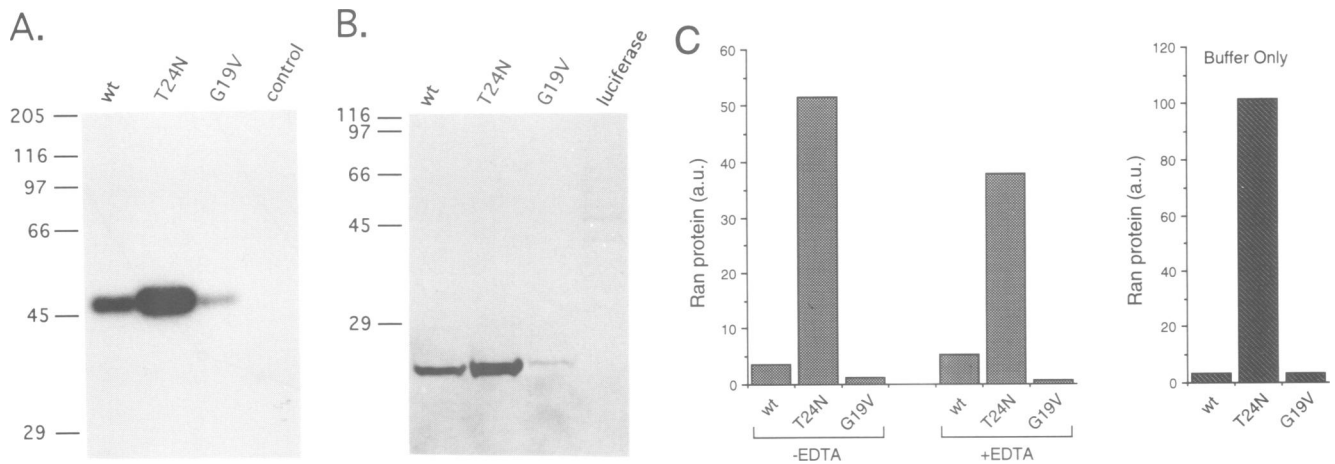 A.
wt T24N G19V control
205
116
97
66
45
29
B.
wt T24N G19V luciferase
116
97
66
45
29
C
Ran protein (a.u.)
60
50
40
30
20
10
0
wt T24N G19V wt T24N G19V
-EDTA +EDTA
Buffer Only
Ran protein (a.u.)
120
100
80
60
40
20
0
wt T24N G19V